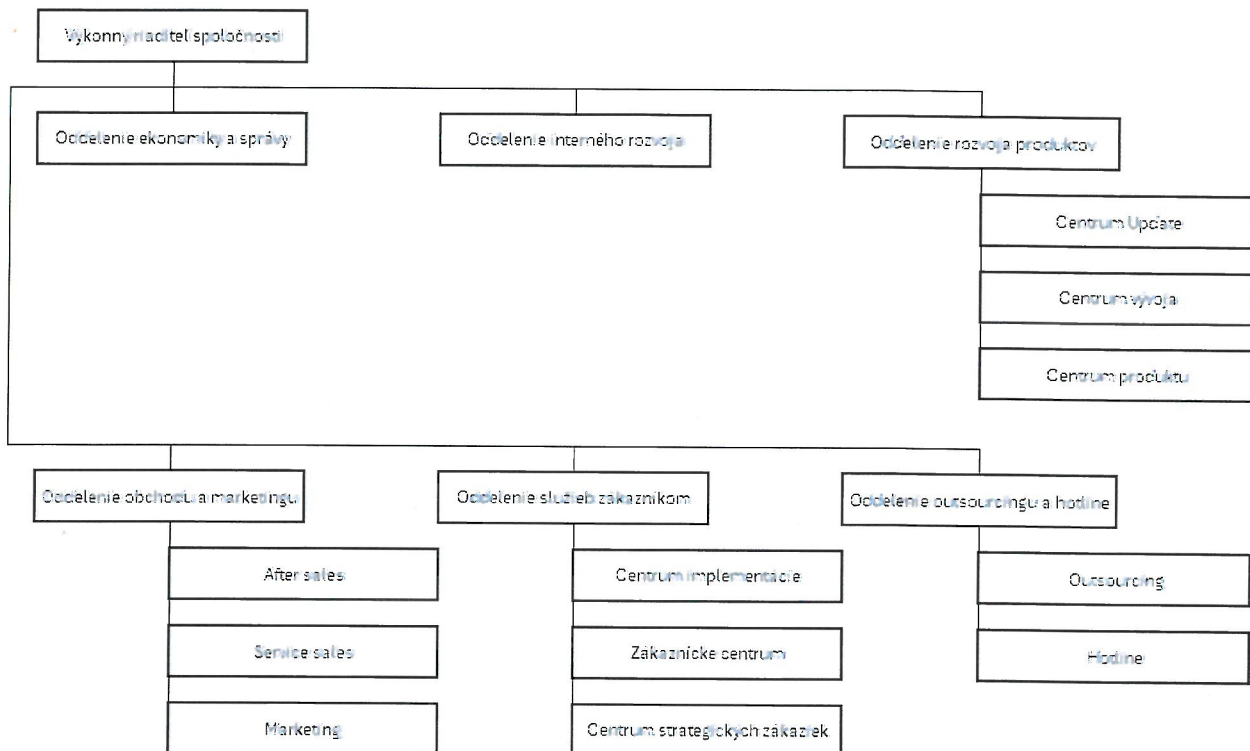 Výkonný riaditeľ spoločnosti
Oddelenie ekonomiky a správy
Oddelenie interného rozvoja
Oddelenie rozvoja produktov
Centrum Update
Centrum vývoja
Centrum produktu
Oddelenie obchodu a marketingu
Oddelenie služieb zákazníkom
Oddelenie outsourcingu a hotline
After sales
Centrum implementácie
Outsourcing
Service sales
Zákaznícke centrum
Hotline
Marketing
Centrum strategických zákaziek